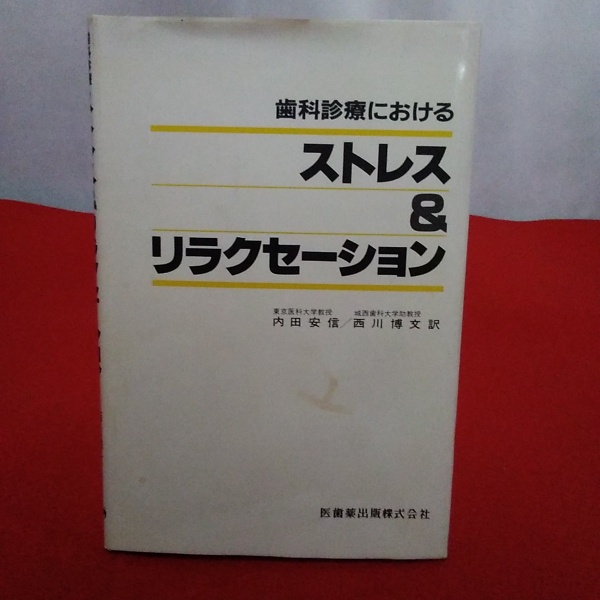 歯科診療における
ストレス
&
リラクセーション
東京医科大学教授 城西歯科大学助教授
内田安信/西川博文訳
医歯薬出版株式会社